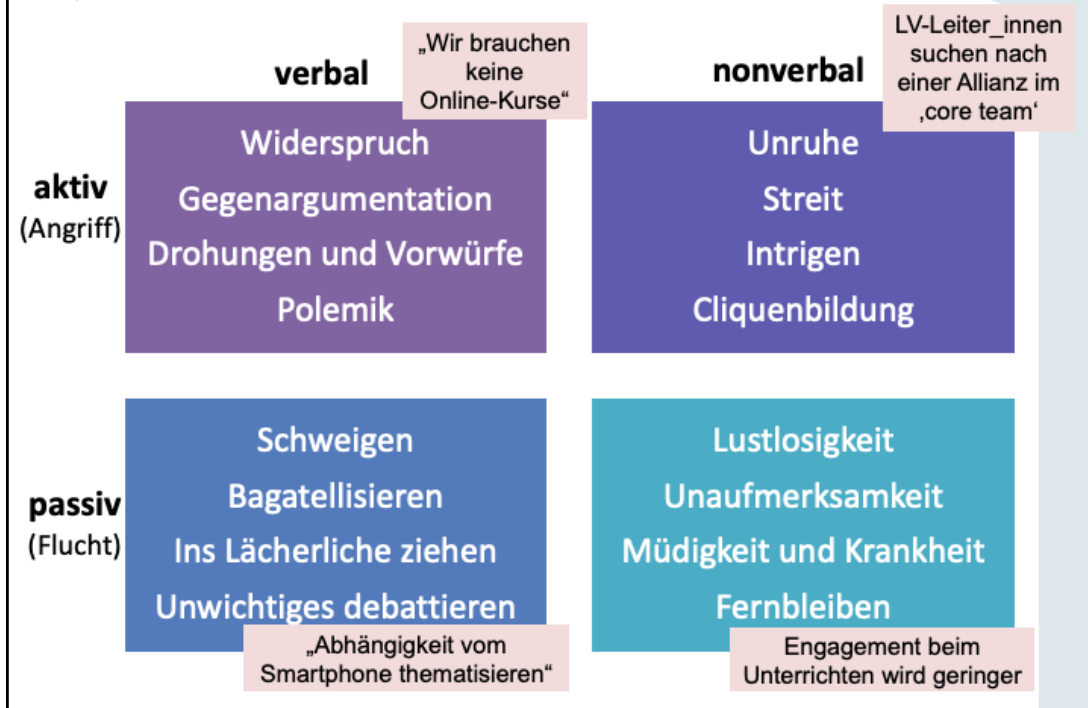 verbal
„Wir brauchen
keine
Online-Kurse“
nonverbal
LV-Leiter_innen
suchen nach
einer Allianz im
‚core team‘
aktiv
(Angriff)
Widerspruch
Gegenargumentation
Drohungen und Vorwürfe
Polemik
Unruhe
Streit
Intrigen
Cliquenbildung
passiv
(Flucht)
Schweigen
Bagatellisieren
Ins Lächerliche ziehen
Unwichtiges debattieren
„Abhängigkeit vom
Smartphone thematisieren“
Lustlosigkeit
Unaufmerksamkeit
Müdigkeit und Krankheit
Fernbleiben
Engagement beim
Unterrichten wird geringer